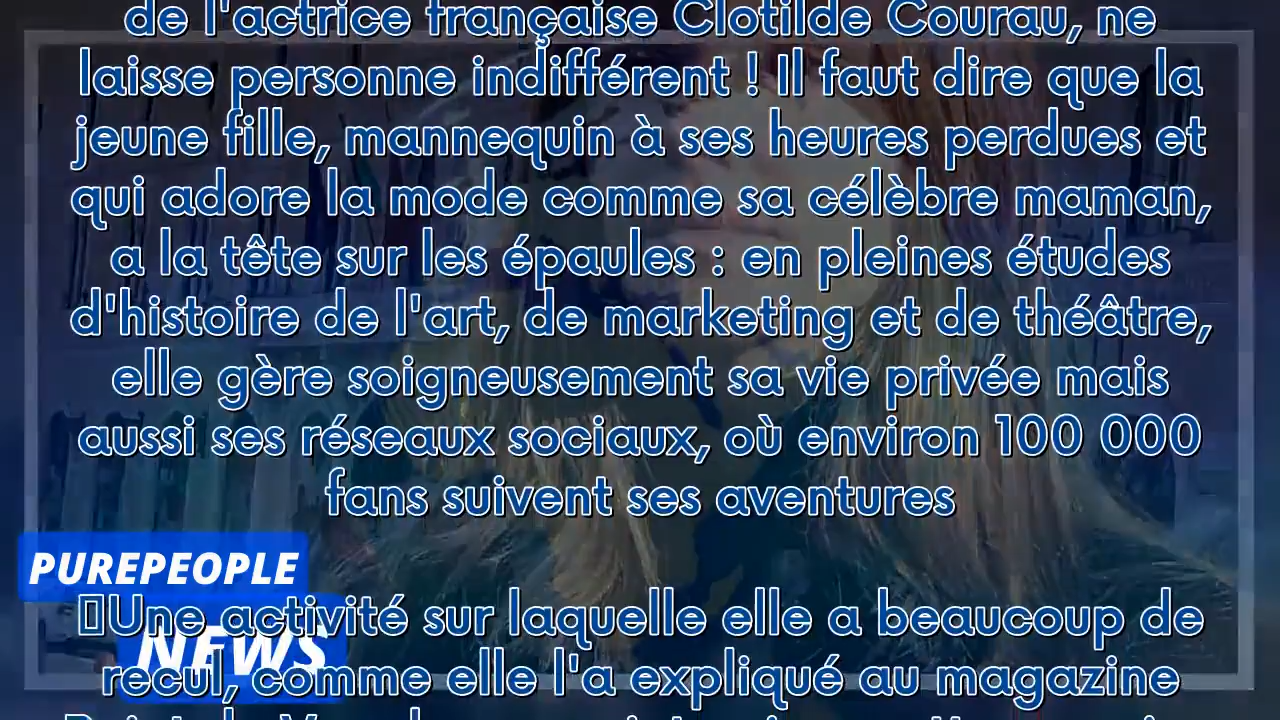 de l'actrice française Clotilde Courau, ne
laisse personne indifférent ! Il faut dire que la
jeune fille, mannequin à ses heures perdues et
qui adore la mode comme sa célèbre maman,
a la tête sur les épaules : en pleines études
d'histoire de l'art, de marketing et de théâtre,
elle gère soigneusement sa vie privée mais
aussi ses réseaux sociaux, où environ 100 000
fans suivent ses aventures
PUREPEOPLE
NEWS
Une activité sur laquelle elle a beaucoup de
recul, comme elle l'a expliqué au magazine